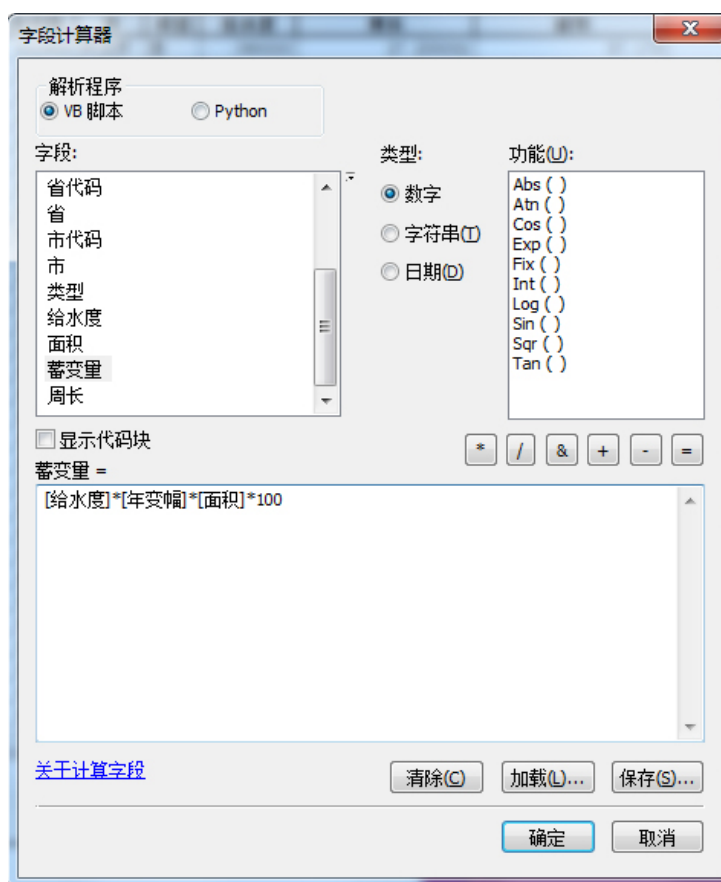 字段计算器
解析程序
VB 脚本 Python
字段: 类型: 功能(U):
省代码
省
市代码
市
类型
给水度
面积
蓄变量
周长
数字
字符串(T)
日期(D)
Abs ( )
Atn ( )
Cos ( )
Exp ( )
Fix ( )
Int ( )
Log ( )
Sin ( )
Sqr ( )
Tan ( )
显示代码块
* / & + - =
蓄变量 =
[给水度]*[年变幅]*[面积]*100
关于计算字段
清除(C) 加载(L)... 保存(S)...
确定 取消